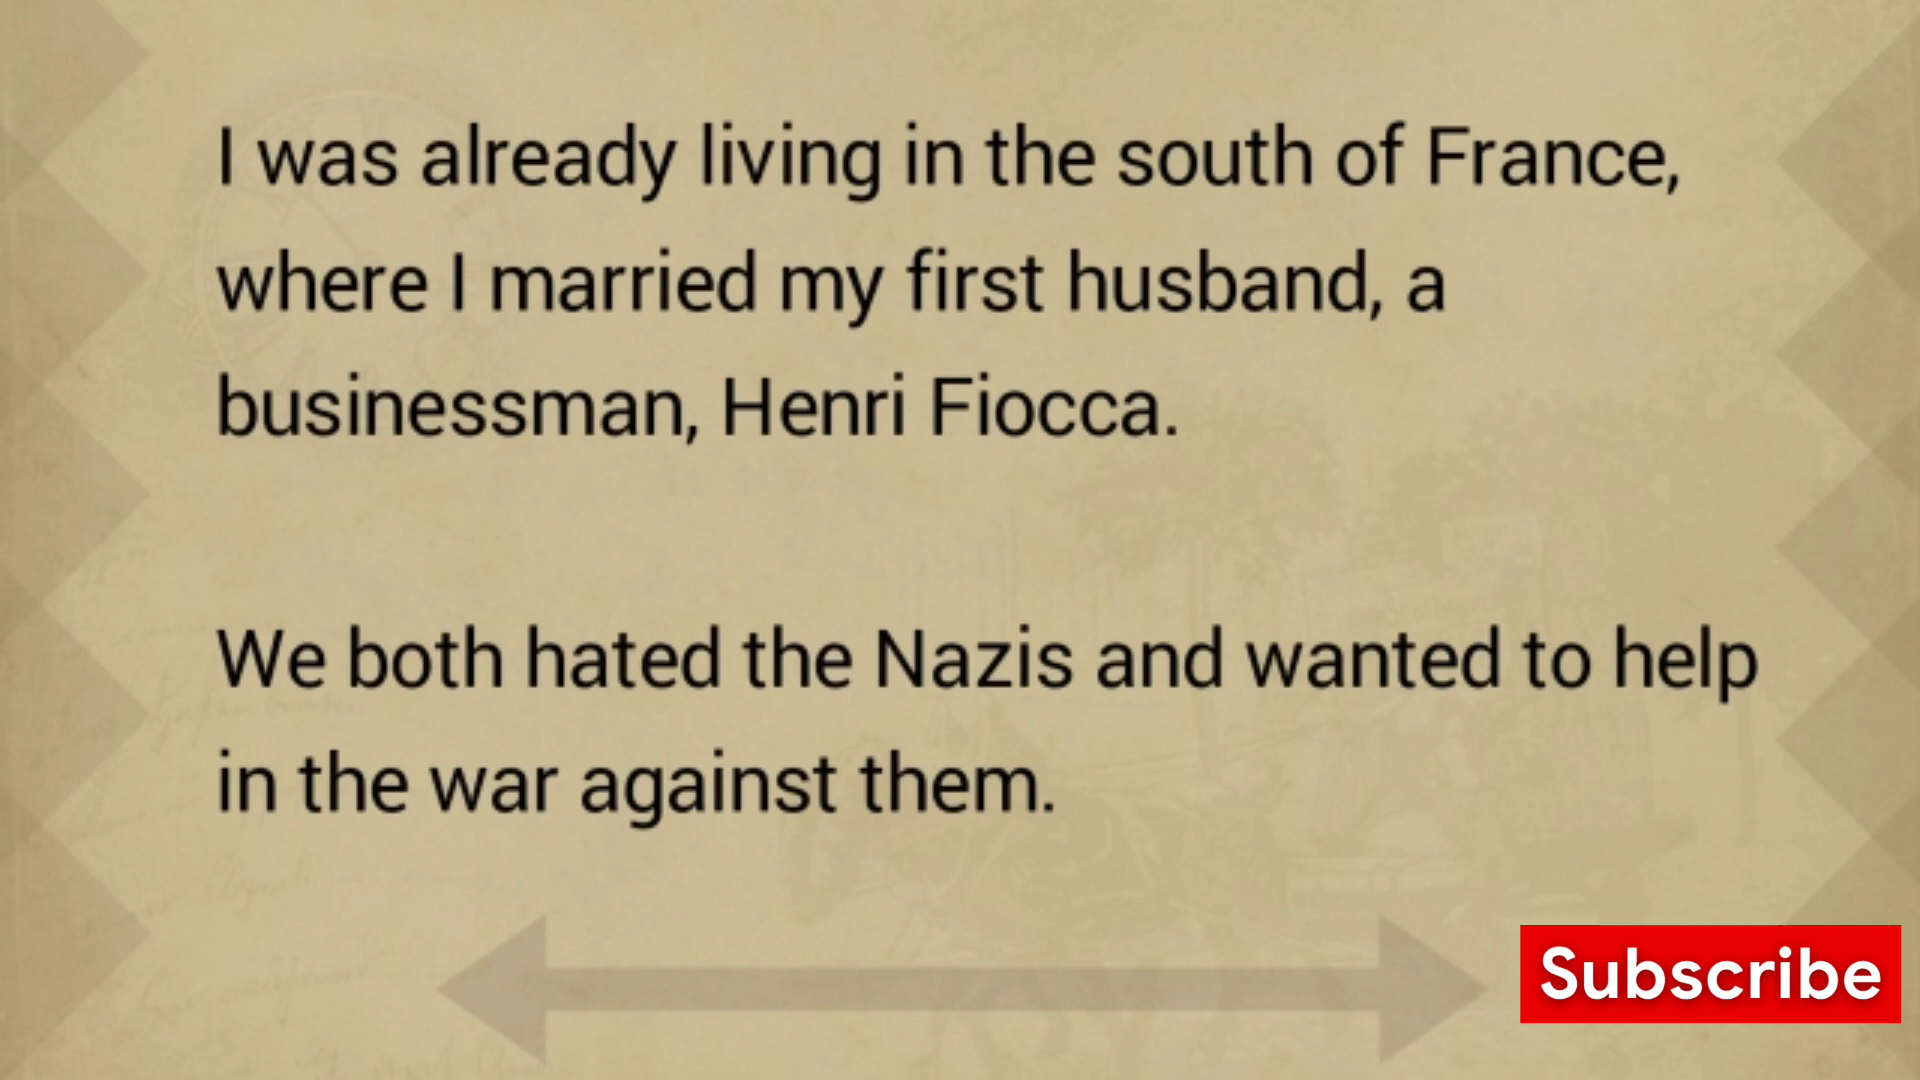 I was already living in the south of France,
where I married my first husband, a
businessman, Henri Fiocca.
We both hated the Nazis and wanted to help
in the war against them.
Subscribe